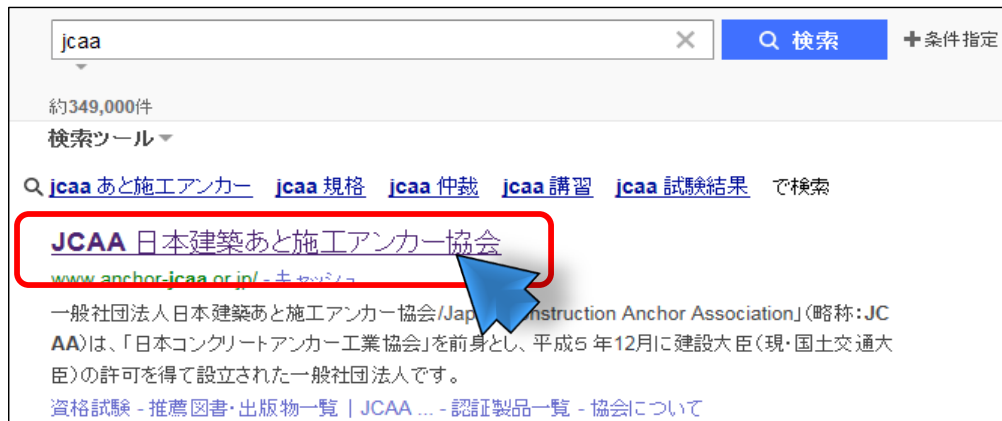 jcaa × 検索 +条件指定
約349,000件
検索ツール
jcaa あと施工アンカー jcaa 規格 jcaa 仲裁 jcaa 講習 jcaa 試験結果 で検索
JCAA 日本建築あと施工アンカー協会
www.anchor-jcaa.or.jp/ - キャッシュ
一般社団法人日本建築あと施工アンカー協会/Jap nstruction Anchor Association」(略称:JC
AA)は、「日本コンクリートアンカー工業協会」を前身とし、平成5年12月に建設大臣(現・国土交通大
臣)の許可を得て設立された一般社団法人です。
資格試験 - 推薦図書・出版物一覧 | JCAA ... - 認証製品一覧 - 協会について